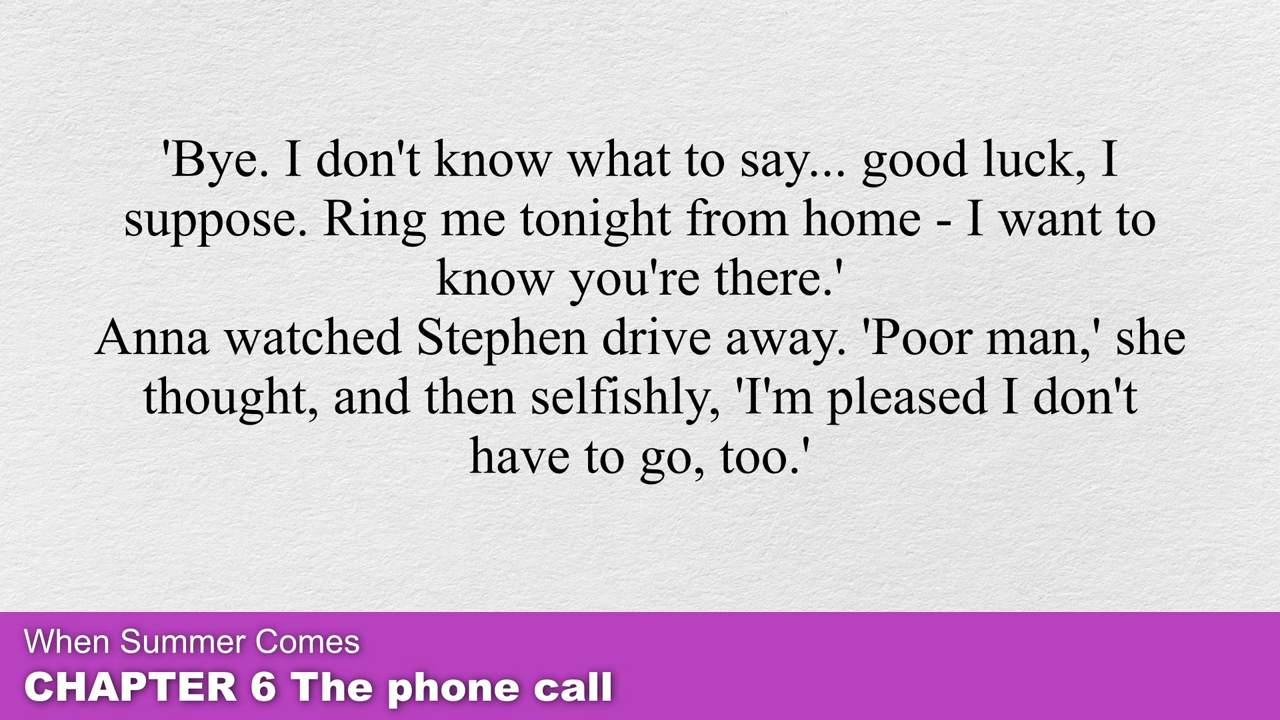 'Bye. I don't know what to say... good luck, I
suppose. Ring me tonight from home - I want to
know you're there.'
Anna watched Stephen drive away. 'Poor man,' she
thought, and then selfishly, 'I'm pleased I don't
have to go, too.'
When Summer Comes
CHAPTER 6 The phone call